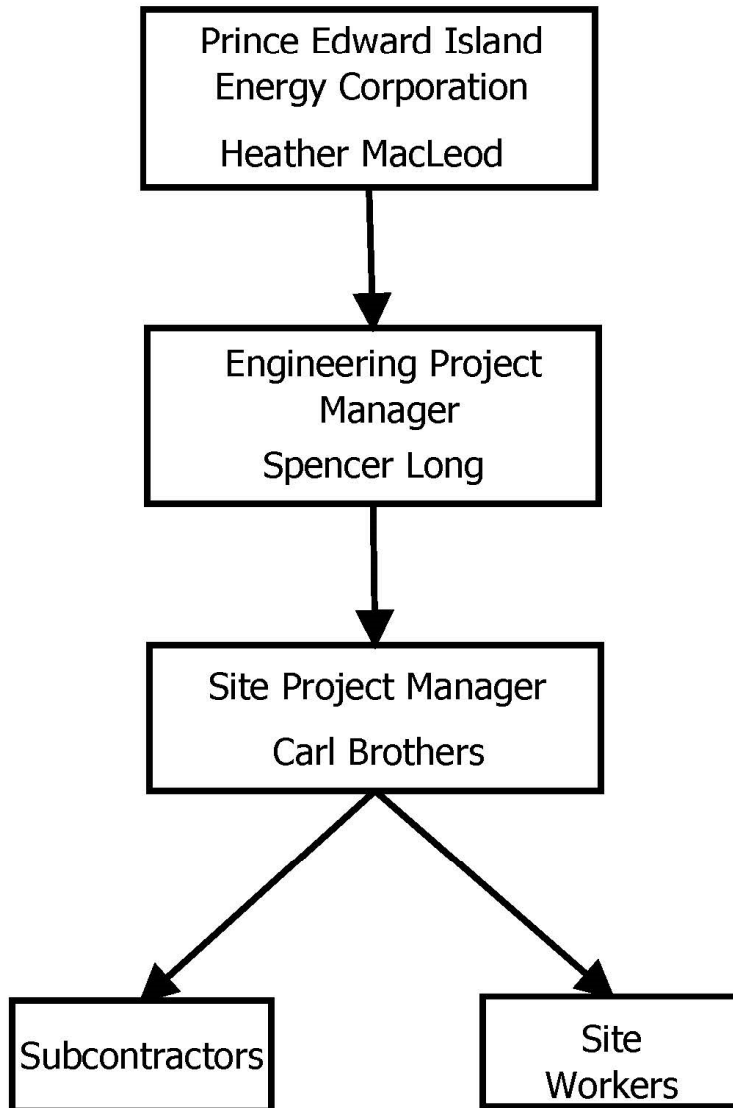 Prince Edward Island
Energy Corporation
Heather MacLeod
Engineering Project
Manager
Spencer Long
Site Project Manager
Carl Brothers
Subcontractors
Site
Workers